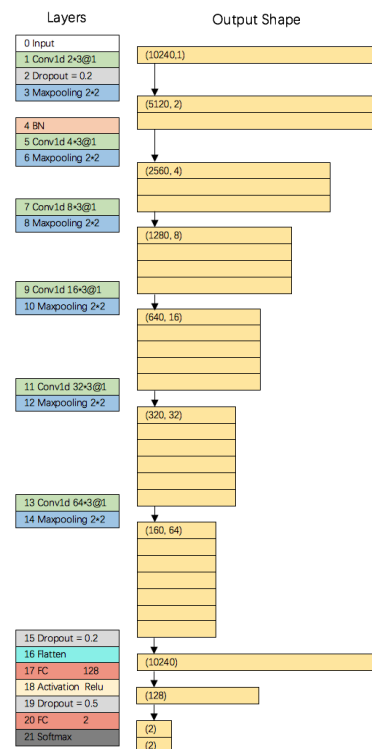 Layers
Output Shape
0 Input
1 Conv1d 2*3@1
2 Dropout = 0.2
3 Maxpooling 2*2
4 BN
5 Conv1d 4*3@1
6 Maxpooling 2*2
7 Conv1d 8*3@1
8 Maxpooling 2*2
9 Conv1d 16*3@1
10 Maxpooling 2*2
11 Conv1d 32*3@1
12 Maxpooling 2*2
13 Conv1d 64*3@1
14 Maxpooling 2*2
15 Dropout = 0.2
16 Flatten
17 FC 128
18 Activation Relu
19 Dropout = 0.5
20 FC 2
21 Softmax
(10240,1)
(5120, 2)
(2560, 4)
(1280, 8)
(640, 16)
(320, 32)
(160, 64)
(10240)
(128)
(2)
(2)